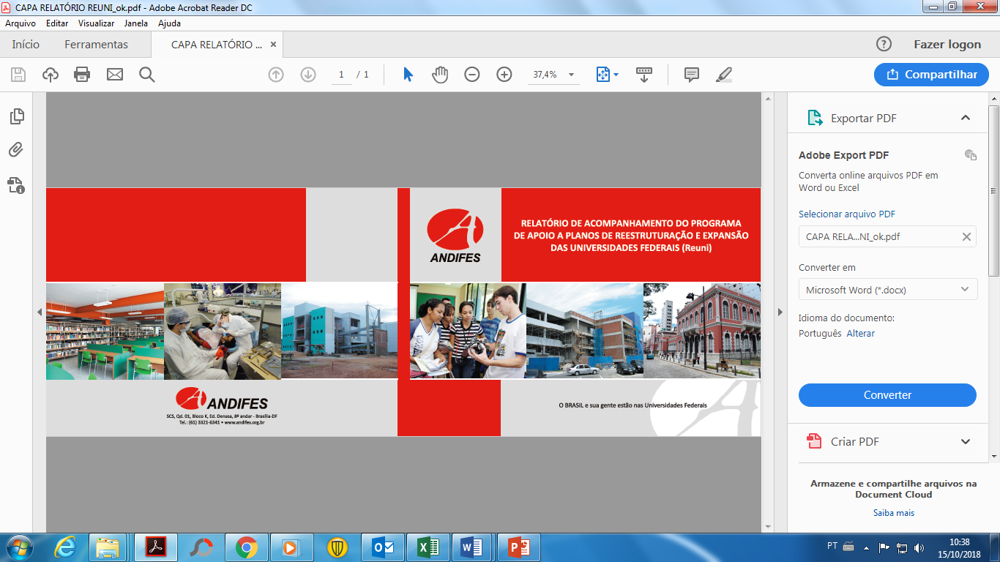 CAPA RELATÓRIO REUNI_ok.pdf - Adobe Acrobat Reader DC
Arquivo Editar Visualizar Janela Ajuda
Início Ferramentas CAPA RELATÓRIO ... Fazer logon
1 / 1 37,4% Compartilhar
ANDIFES
RELATÓRIO DE ACOMPANHAMENTO DO PROGRAMA
DE APOIO A PLANOS DE REESTRUTURAÇÃO E EXPANSÃO
DAS UNIVERSIDADES FEDERAIS (Reuni)
ANDIFES
SCS, Qd. 01, Bloco K, Ed. Denasa, 8º andar - Brasília-DF
Tel.: (61) 3321-6341 • www.andifes.org.br
O BRASIL e sua gente estão nas Universidades Federais
Exportar PDF
Adobe Export PDF
Converta online arquivos PDF em
Word ou Excel
Selecionar arquivo PDF
CAPA RELA...NI_ok.pdf
Converter em
Microsoft Word (*.docx)
Idioma do documento:
Português Alterar
Converter
Criar PDF
Armazene e compartilhe arquivos na
Document Cloud
Saiba mais
PT
10:38
15/10/2018